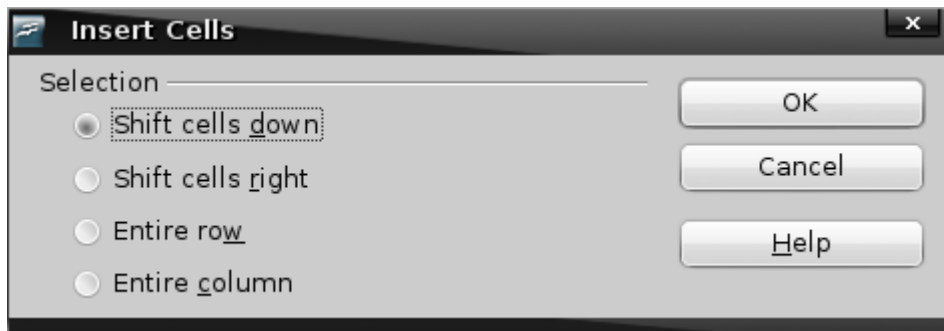 Insert Cells
Selection
Shift cells down
Shift cells right
Entire row
Entire column
OK
Cancel
Help